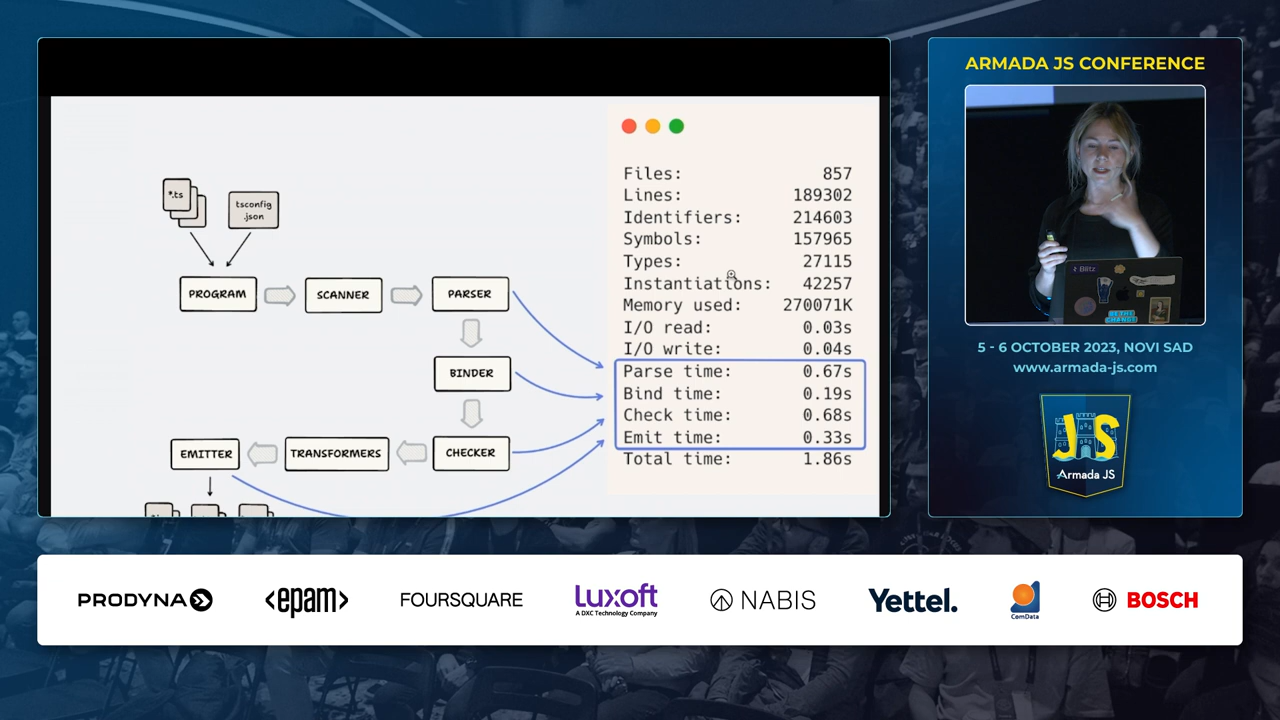 *.ts
tsconfig
.json
PROGRAM
SCANNER
PARSER
BINDER
EMITTER
TRANSFORMERS
CHECKER
Files: 857
Lines: 189302
Identifiers: 214603
Symbols: 157965
Types: 27115
Instantiations: 42257
Memory used: 270071K
I/O read: 0.03s
I/O write: 0.04s
Parse time: 0.67s
Bind time: 0.19s
Check time: 0.68s
Emit time: 0.33s
Total time: 1.86s
ARMADA JS CONFERENCE
Blitz
BE THE
CHANGE
5 - 6 OCTOBER 2023, NOVI SAD
www.armada-js.com
JS
Armada JS
PRODYNA
<epam>
FOURSQUARE
Luxoft
A DXC Technology Company
NABIS
Yettel.
ComData
BOSCH